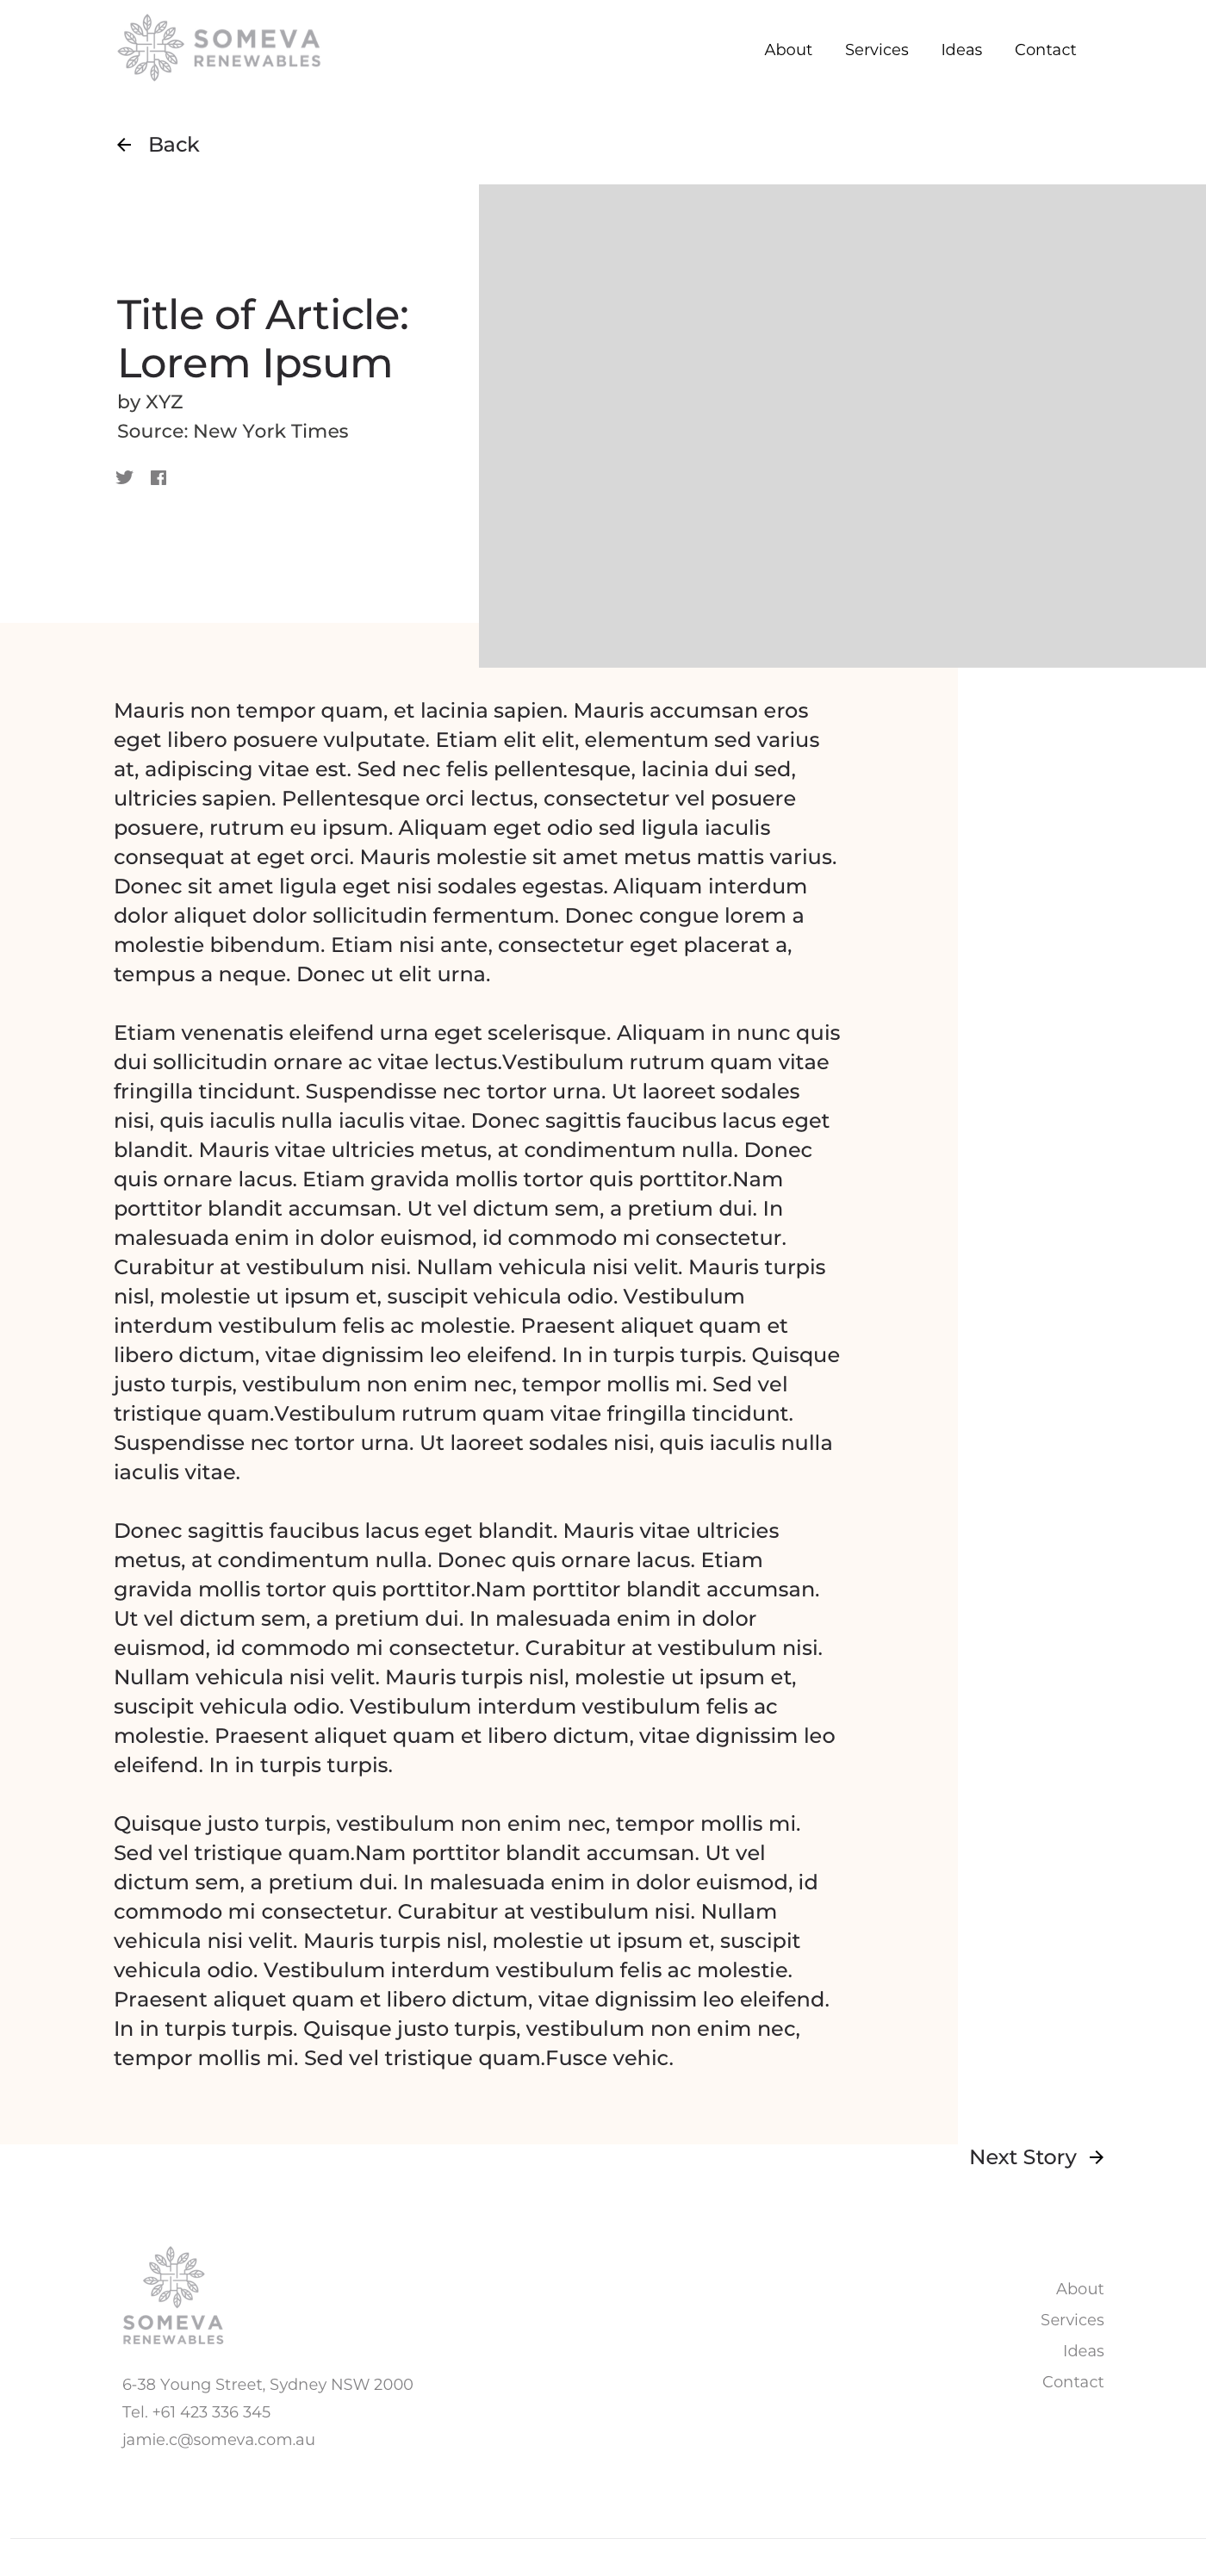 SOMEVA
RENEWABLES
About Services Ideas Contact
Back
Title of Article:
Lorem Ipsum
by XYZ
Source: New York Times
Mauris non tempor quam, et lacinia sapien. Mauris accumsan eros
eget libero posuere vulputate. Etiam elit elit, elementum sed varius
at, adipiscing vitae est. Sed nec felis pellentesque, lacinia dui sed,
ultricies sapien. Pellentesque orci lectus, consectetur vel posuere
posuere, rutrum eu ipsum. Aliquam eget odio sed ligula iaculis
consequat at eget orci. Mauris molestie sit amet metus mattis varius.
Donec sit amet ligula eget nisi sodales egestas. Aliquam interdum
dolor aliquet dolor sollicitudin fermentum. Donec congue lorem a
molestie bibendum. Etiam nisi ante, consectetur eget placerat a,
tempus a neque. Donec ut elit urna.
Etiam venenatis eleifend urna eget scelerisque. Aliquam in nunc quis
dui sollicitudin ornare ac vitae lectus.Vestibulum rutrum quam vitae
fringilla tincidunt. Suspendisse nec tortor urna. Ut laoreet sodales
nisi, quis iaculis nulla iaculis vitae. Donec sagittis faucibus lacus eget
blandit. Mauris vitae ultricies metus, at condimentum nulla. Donec
quis ornare lacus. Etiam gravida mollis tortor quis porttitor.Nam
porttitor blandit accumsan. Ut vel dictum sem, a pretium dui. In
malesuada enim in dolor euismod, id commodo mi consectetur.
Curabitur at vestibulum nisi. Nullam vehicula nisi velit. Mauris turpis
nisl, molestie ut ipsum et, suscipit vehicula odio. Vestibulum
interdum vestibulum felis ac molestie. Praesent aliquet quam et
libero dictum, vitae dignissim leo eleifend. In in turpis turpis. Quisque
justo turpis, vestibulum non enim nec, tempor mollis mi. Sed vel
tristique quam.Vestibulum rutrum quam vitae fringilla tincidunt.
Suspendisse nec tortor urna. Ut laoreet sodales nisi, quis iaculis nulla
iaculis vitae.
Donec sagittis faucibus lacus eget blandit. Mauris vitae ultricies
metus, at condimentum nulla. Donec quis ornare lacus. Etiam
gravida mollis tortor quis porttitor.Nam porttitor blandit accumsan.
Ut vel dictum sem, a pretium dui. In malesuada enim in dolor
euismod, id commodo mi consectetur. Curabitur at vestibulum nisi.
Nullam vehicula nisi velit. Mauris turpis nisl, molestie ut ipsum et,
suscipit vehicula odio. Vestibulum interdum vestibulum felis ac
molestie. Praesent aliquet quam et libero dictum, vitae dignissim leo
eleifend. In in turpis turpis.
Quisque justo turpis, vestibulum non enim nec, tempor mollis mi.
Sed vel tristique quam.Nam porttitor blandit accumsan. Ut vel
dictum sem, a pretium dui. In malesuada enim in dolor euismod, id
commodo mi consectetur. Curabitur at vestibulum nisi. Nullam
vehicula nisi velit. Mauris turpis nisl, molestie ut ipsum et, suscipit
vehicula odio. Vestibulum interdum vestibulum felis ac molestie.
Praesent aliquet quam et libero dictum, vitae dignissim leo eleifend.
In in turpis turpis. Quisque justo turpis, vestibulum non enim nec,
tempor mollis mi. Sed vel tristique quam.Fusce vehic.
Next Story
SOMEVA
RENEWABLES
6-38 Young Street, Sydney NSW 2000
Tel. +61 423 336 345
jamie.c@someva.com.au
About
Services
Ideas
Contact